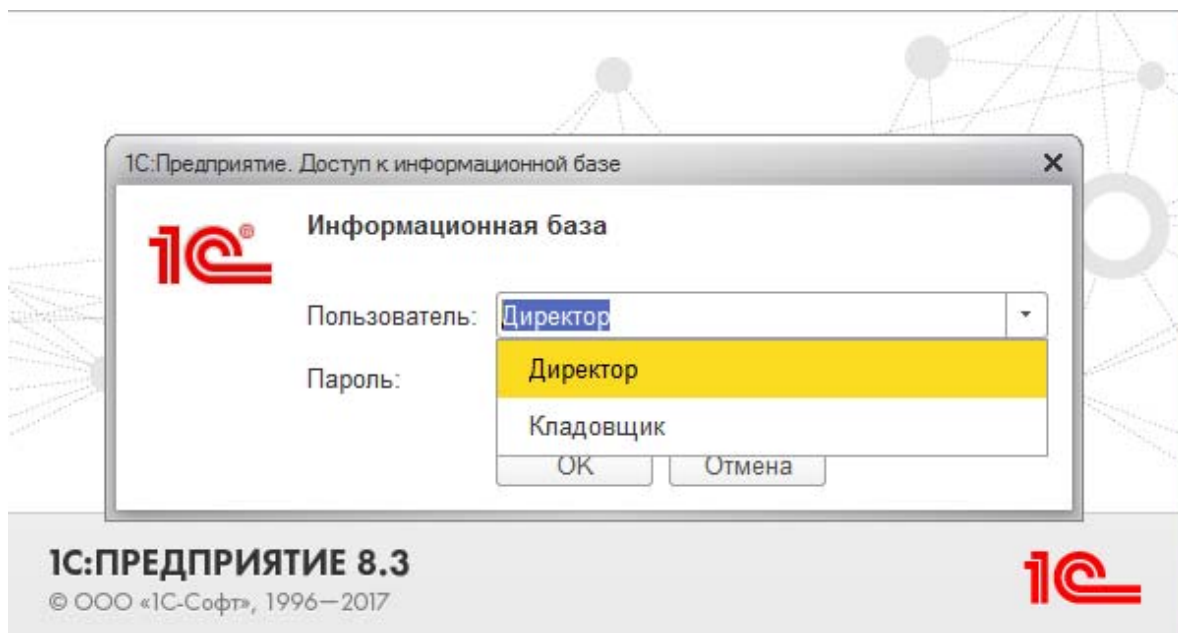 1С:Предприятие. Доступ к информационной базе
1С®
Информационная база
Пользователь: Директор
Директор
Пароль:
Кладовщик
OK Отмена
1С:ПРЕДПРИЯТИЕ 8.3
© ООО «1С-Софт», 1996—2017
1С